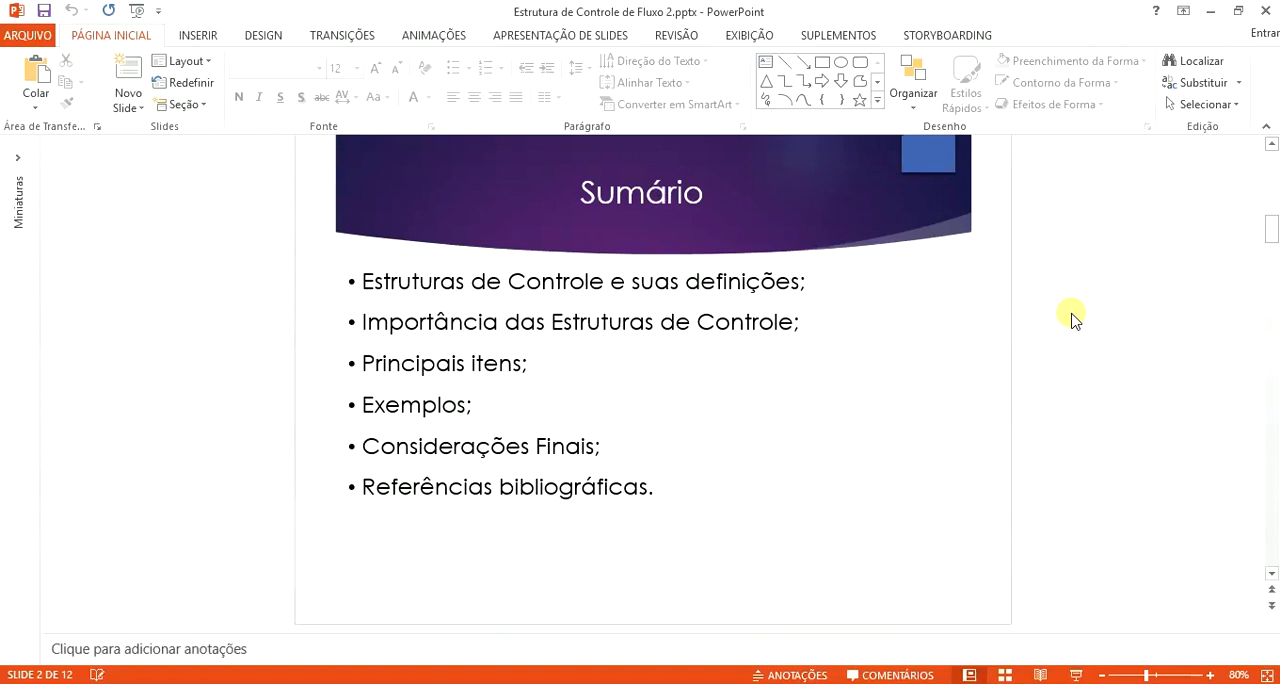 Estrutura de Controle de Fluxo 2.pptx - PowerPoint
?
ARQUIVO PÁGINA INICIAL INSERIR DESIGN TRANSIÇÕES ANIMAÇÕES APRESENTAÇÃO DE SLIDES REVISÃO EXIBIÇÃO SUPLEMENTOS STORYBOARDING Entrar
Colar
Novo
Slide
Layout
Redefinir
Seção
12
N I S S abc AV Aa A
Direção do Texto
Alinhar Texto
Converter em SmartArt
Organizar
Estilos
Rápidos
Preenchimento da Forma
Contorno da Forma
Efeitos de Forma
Localizar
Substituir
Selecionar
Área de Transfe... Slides Fonte Parágrafo Desenho Edição
Miniaturas
Sumário
• Estruturas de Controle e suas definições;
• Importância das Estruturas de Controle;
• Principais itens;
• Exemplos;
• Considerações Finais;
• Referências bibliográficas.
Clique para adicionar anotações
SLIDE 2 DE 12 ANOTAÇÕES COMENTÁRIOS 80%